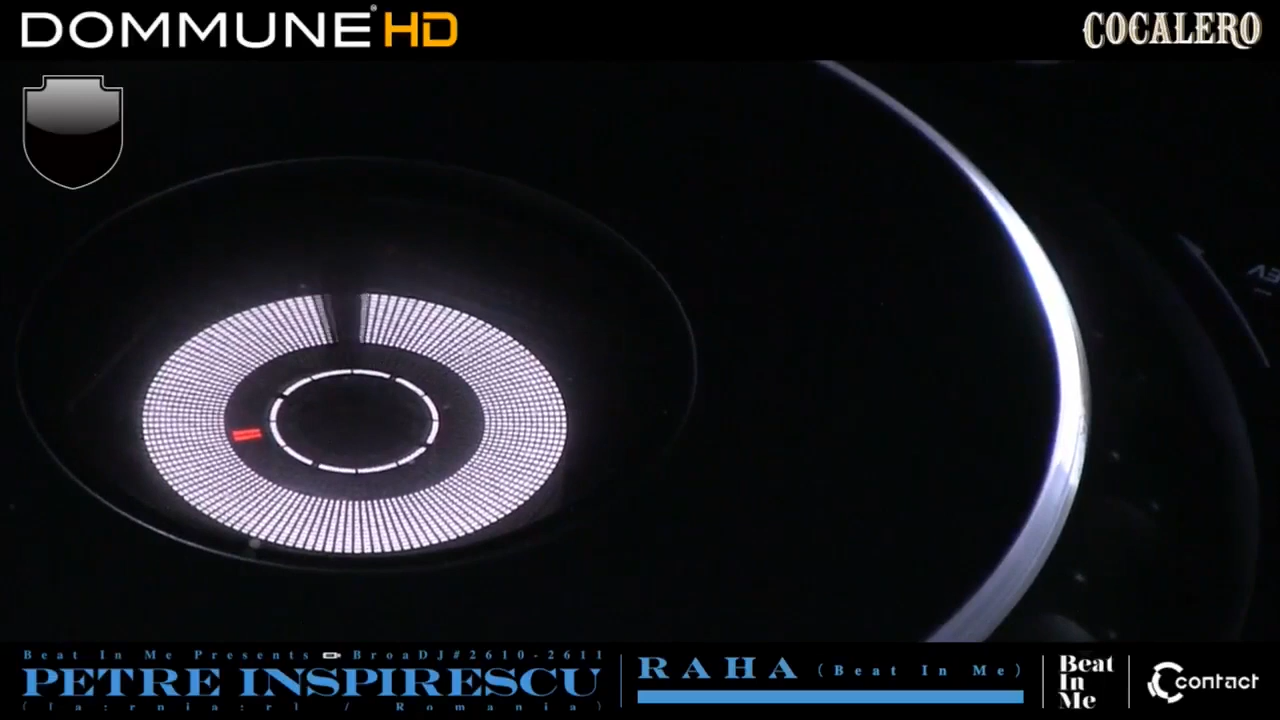 DOMMUNE® HD
COCALERO
Beat In Me Presents BroaDJ#2610-2611
PETRE INSPIRESCU
RAHA (Beat In Me)
Beat
In
Me
contact